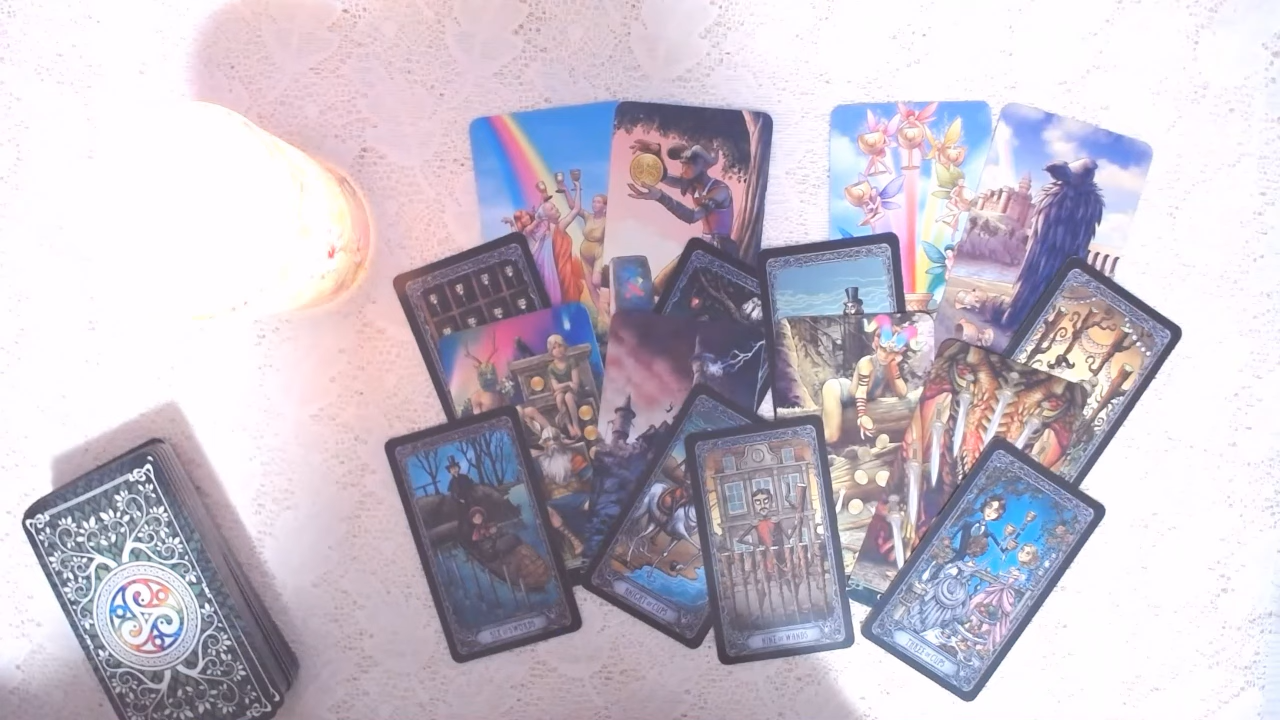 SIX OF SWORDS
KNIGHT OF CUPS
NINE OF WANDS
THREE OF CUPS